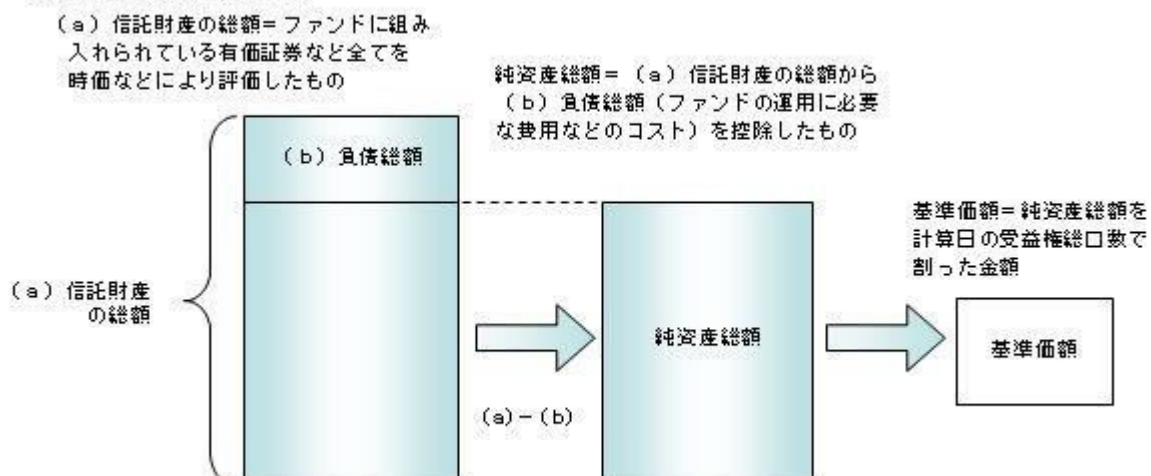 (a)信託財産の総額=ファンドに組み
入れられている有価証券など全てを
時価などにより評価したもの
純資産総額=(a)信託財産の総額から
(b)負債総額(ファンドの運用に必要
な費用などのコスト)を控除したもの
(b)負債総額
基準価額=純資産総額を
計算日の受益権総口数で
割った金額
(a)信託財産
の総額
純資産総額
基準価額
(a)-(b)